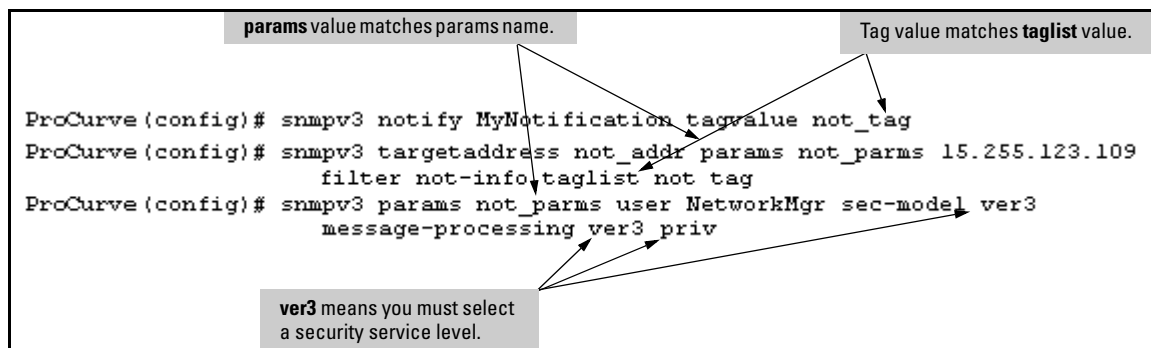 params value matches params name.
Tag value matches taglist value.
ProCurve(config)# snmpv3 notify MyNotification tagvalue not_tag
ProCurve(config)# snmpv3 targetaddress not_addr params not_parms 15.255.123.109
filter not-info taglist not tag
ProCurve(config)# snmpv3 params not_parms user NetworkMgr sec-model ver3
message-processing ver3 priv
ver3 means you must select
a security service level.